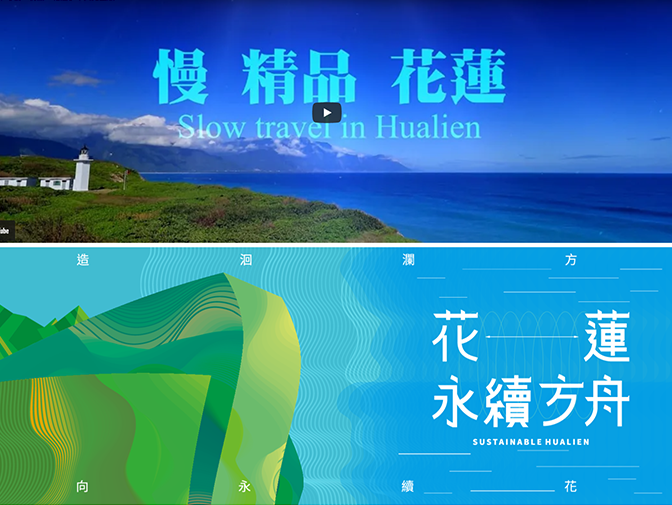 慢 精品 花蓮
Slow travel in Hualien
造 洄 瀾 方
花 蓮
永續方舟
SUSTAINABLE HUALIEN
向 永 續 花